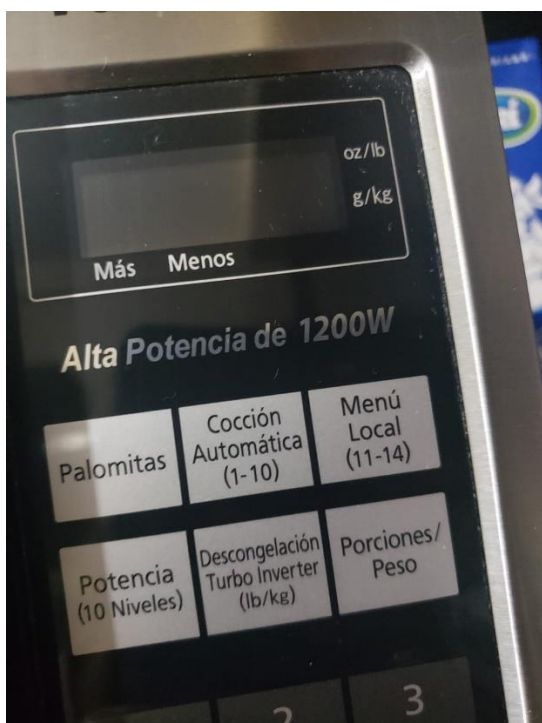 oz/lb
g/kg
Más Menos
Alta Potencia de 1200W
Palomitas
Cocción
Automática
(1-10)
Menú
Local
(11-14)
Potencia
(10 Niveles)
Descongelación
Turbo Inverter
(lb/kg)
Porciones/
Peso
2
3